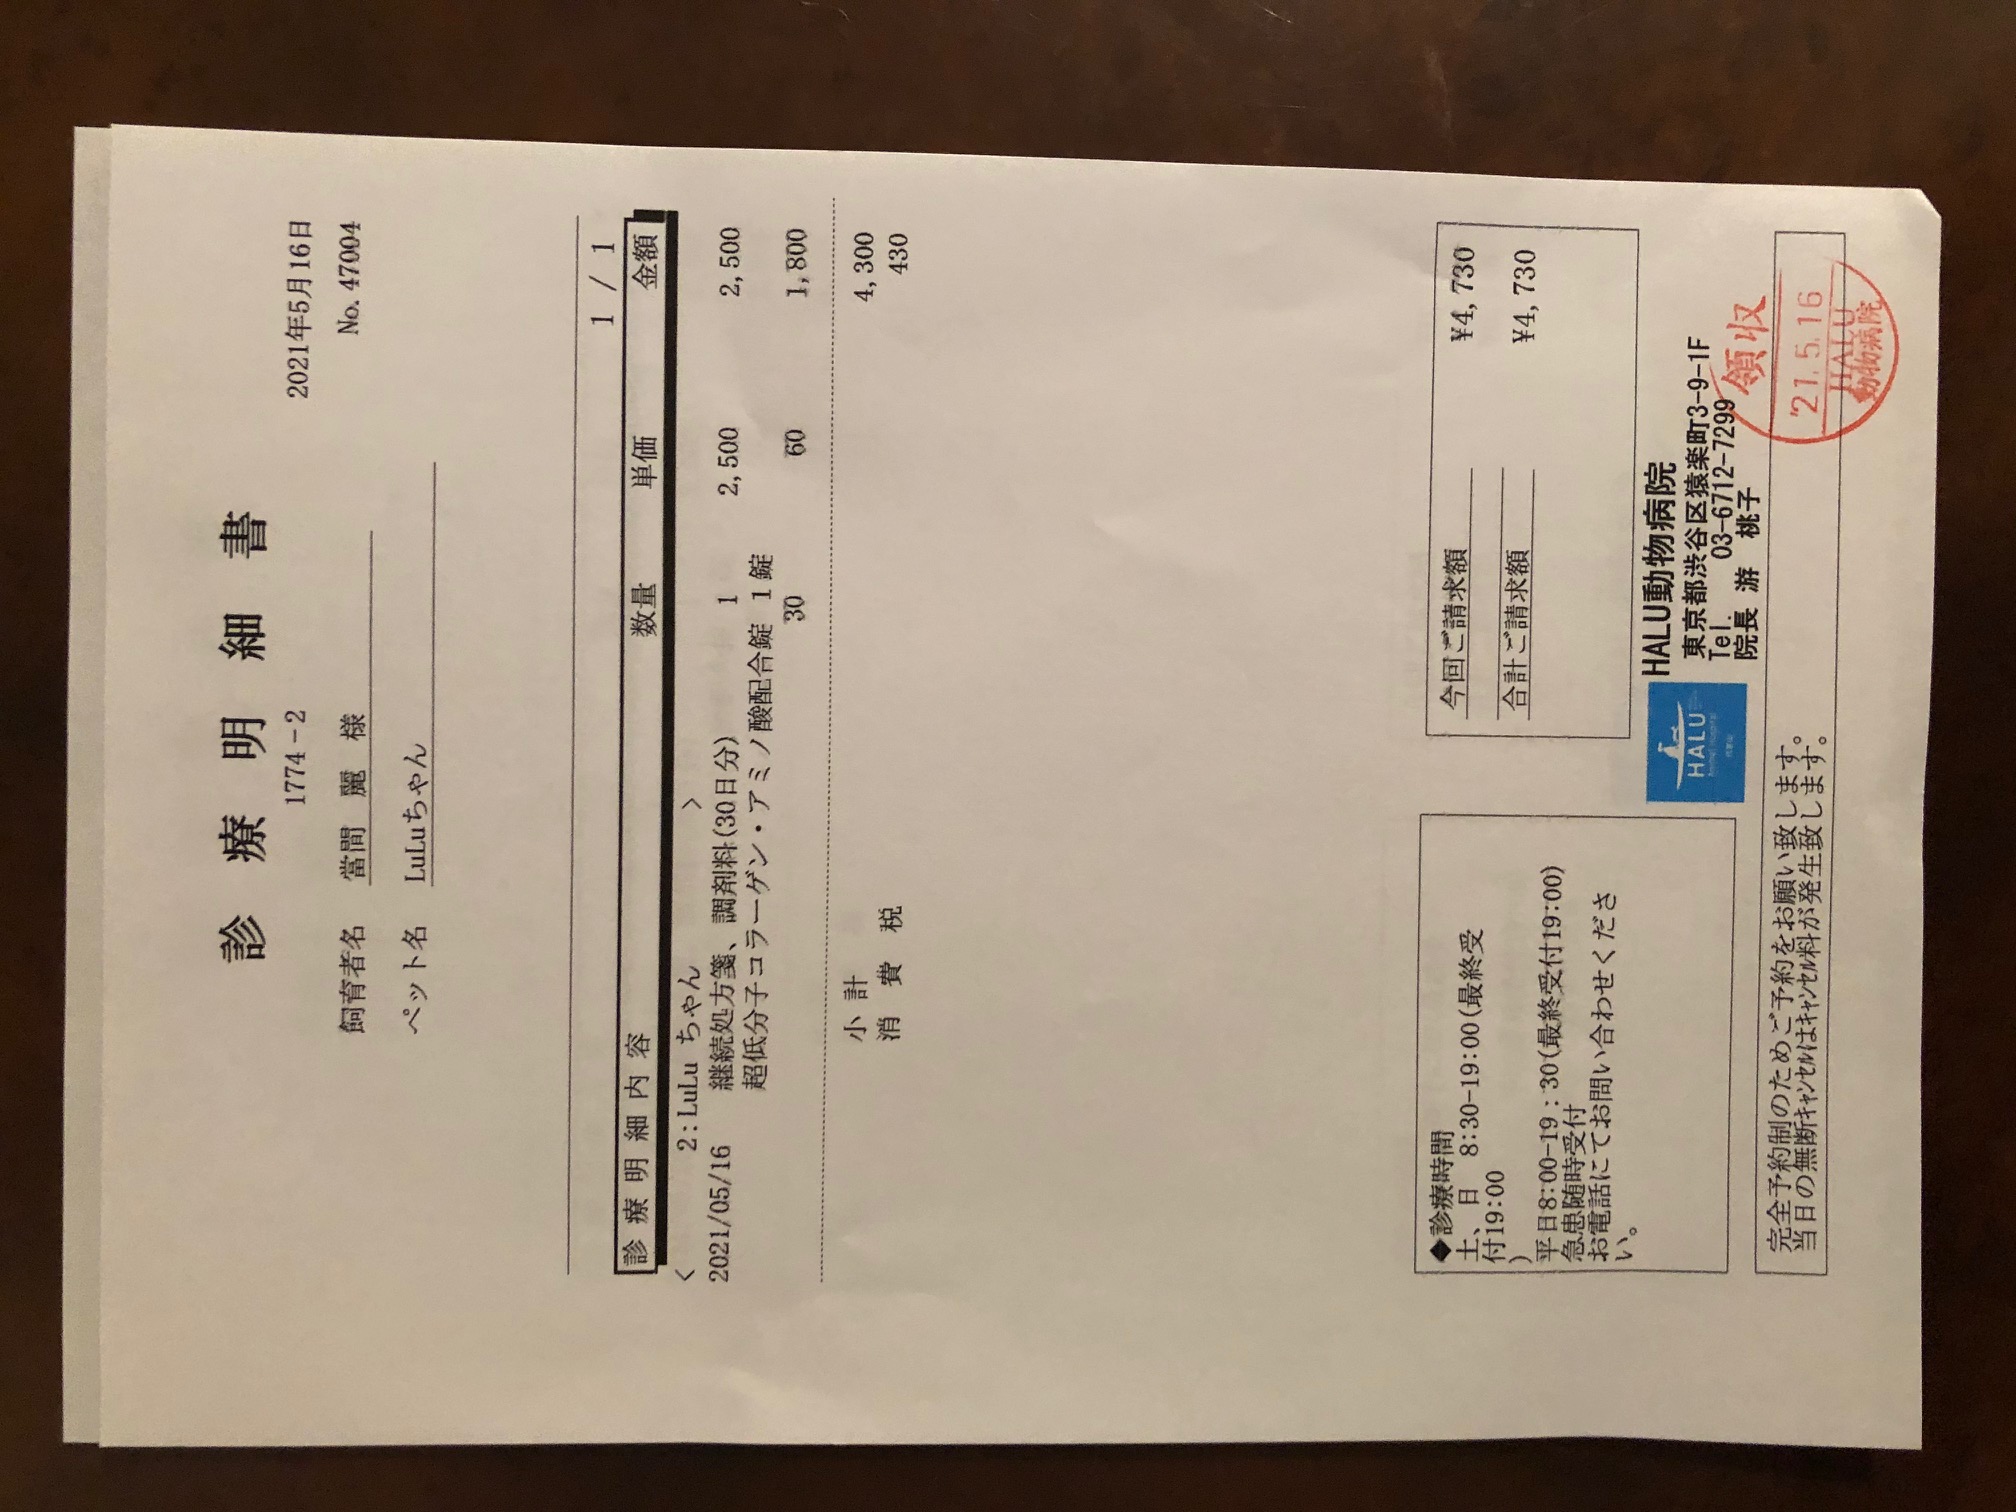 診療明細書
1774-2
2021年5月16日
飼育者名 當間 麗 様
No. 47004
ペット名 LuLuちゃん
1 / 1
診療明細内容 数量 単価 金額
< 2:LuLu ちゃん >
2021/05/16 継続処方箋、調剤料(30日分) 1 2,500 2,500
超低分子コラーゲン・アミノ酸配合錠 1錠
30 60 1,800
小計 4,300
消費税 430
◆診療時間
土、日 8:30-19:00(最終受
付19:00
)
平日8:00-19:30(最終受付19:00)
急患随時受付
お電話にてお問い合わせくださ
い。
今回ご請求額 ¥4,730
合計ご請求額 ¥4,730
HALU
Animal Hospital
代官山
HALU動物病院
東京都渋谷区猿楽町3-9-1F
Tel. 03-6712-7299
院長 游 桃子
完全予約制のためご予約をお願い致します。
当日の無断ｷｬﾝｾﾙはｷｬﾝｾﾙ料が発生致します。
領収
'21.5.16
HALU
動物病院